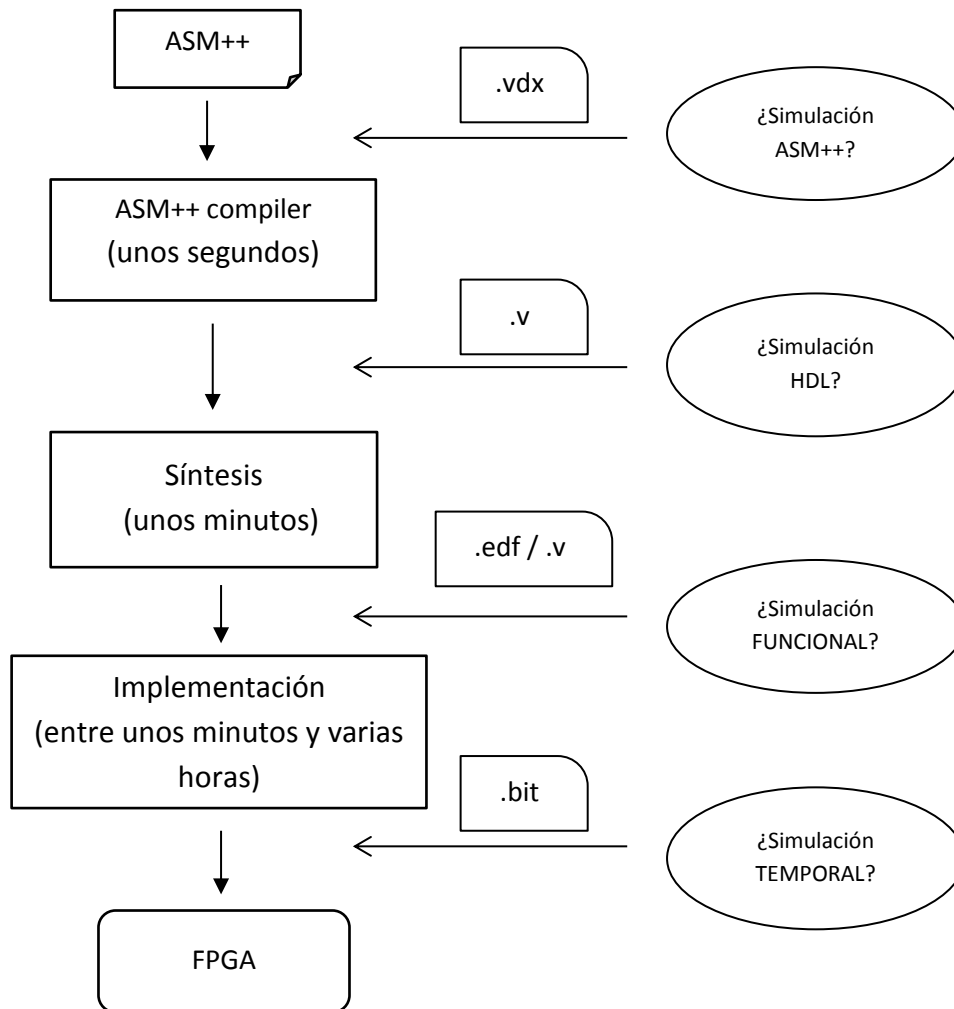 ASM++
.vdx
¿Simulación
ASM++?
ASM++ compiler
(unos segundos)
.v
¿Simulación
HDL?
Síntesis
(unos minutos)
.edf / .v
¿Simulación
FUNCIONAL?
Implementación
(entre unos minutos y varias
horas)
.bit
¿Simulación
TEMPORAL?
FPGA